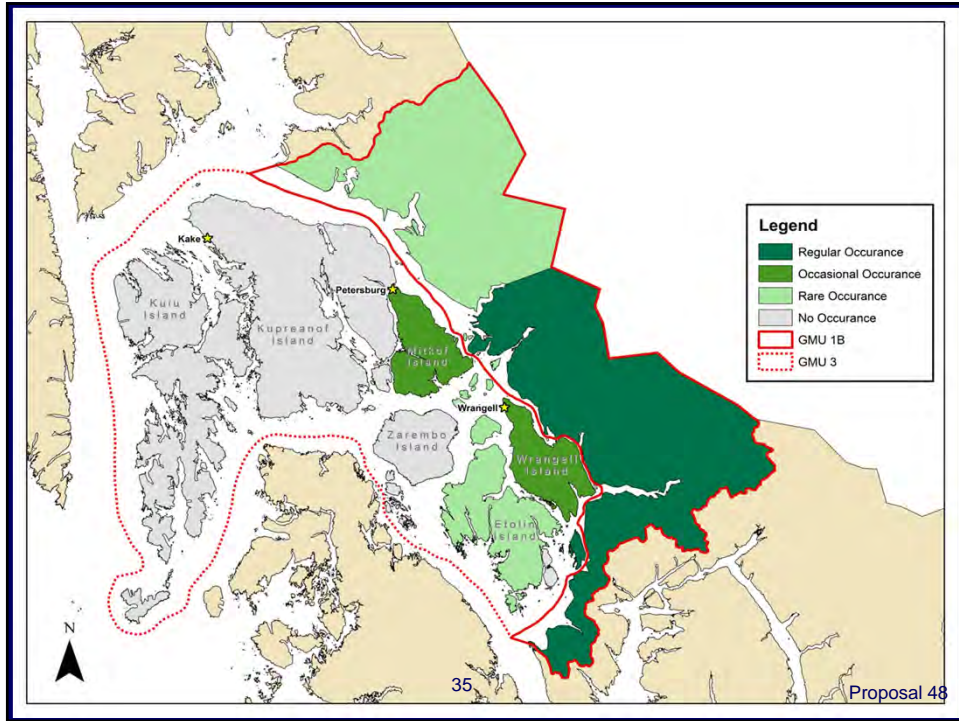 Kake
Kuiu
Island
Kupreanof
Island
Petersburg
Mitkof
Island
Wrangell
Zarembo
Island
Wrangell
Island
Etolin
Island
Legend
Regular Occurance
Occasional Occurance
Rare Occurance
No Occurance
GMU 1B
GMU 3
N
35
Proposal 48